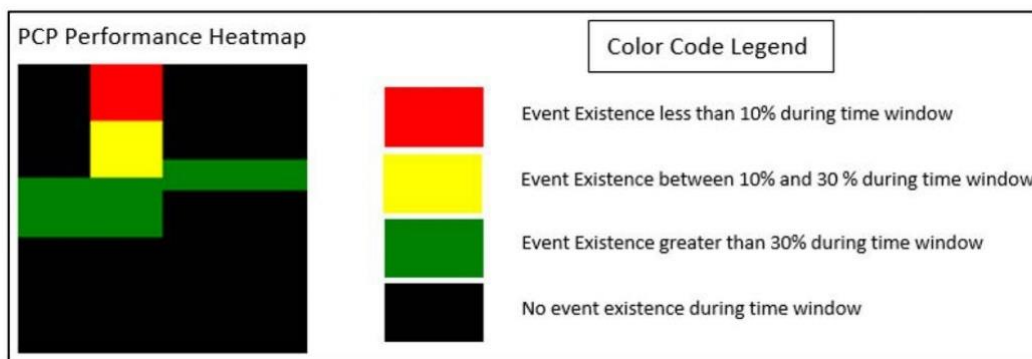 PCP Performance Heatmap
Color Code Legend
Event Existence less than 10% during time window
Event Existence between 10% and 30 % during time window
Event Existence greater than 30% during time window
No event existence during time window